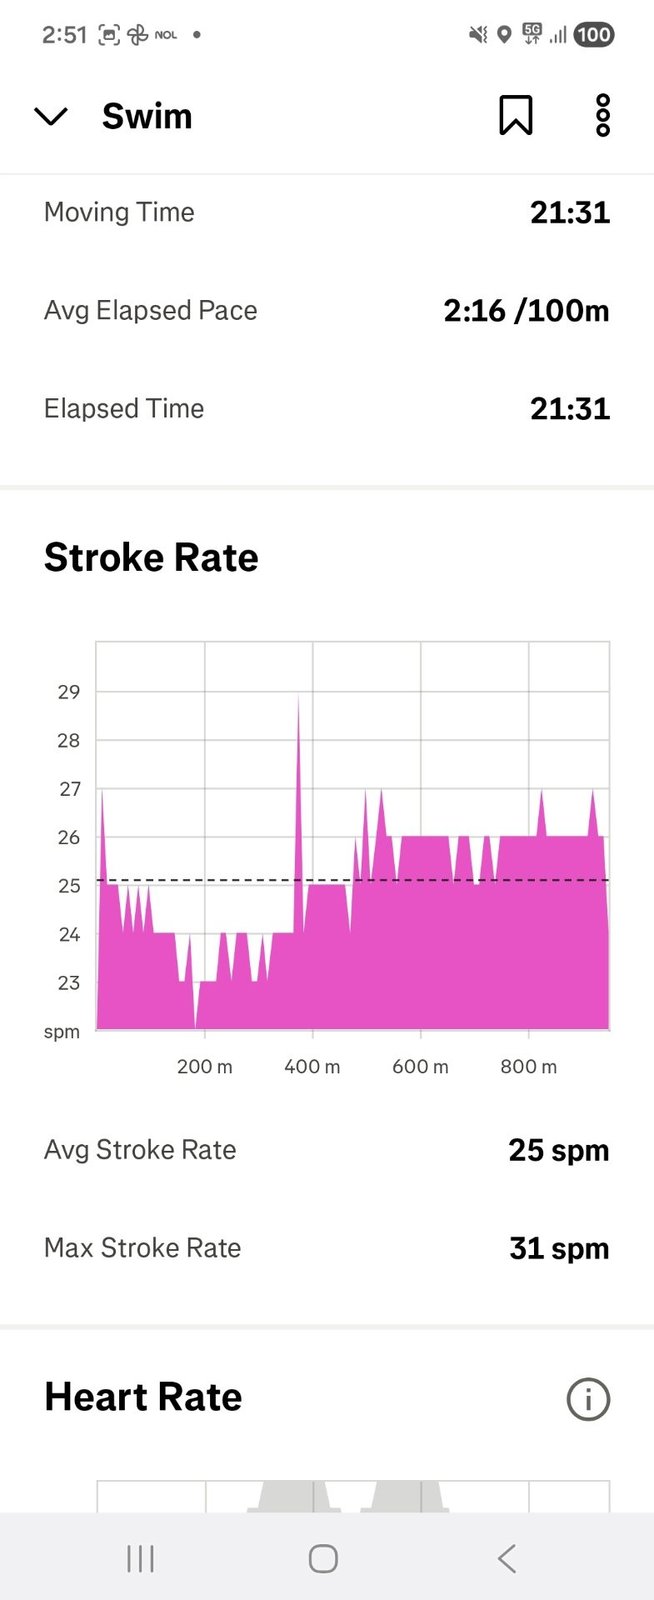 2:51 NOL 5G 100
Swim
Moving Time 21:31
Avg Elapsed Pace 2:16 /100m
Elapsed Time 21:31
Stroke Rate
29
28
27
26
25
24
23
spm
200 m 400 m 600 m 800 m
Avg Stroke Rate 25 spm
Max Stroke Rate 31 spm
Heart Rate i